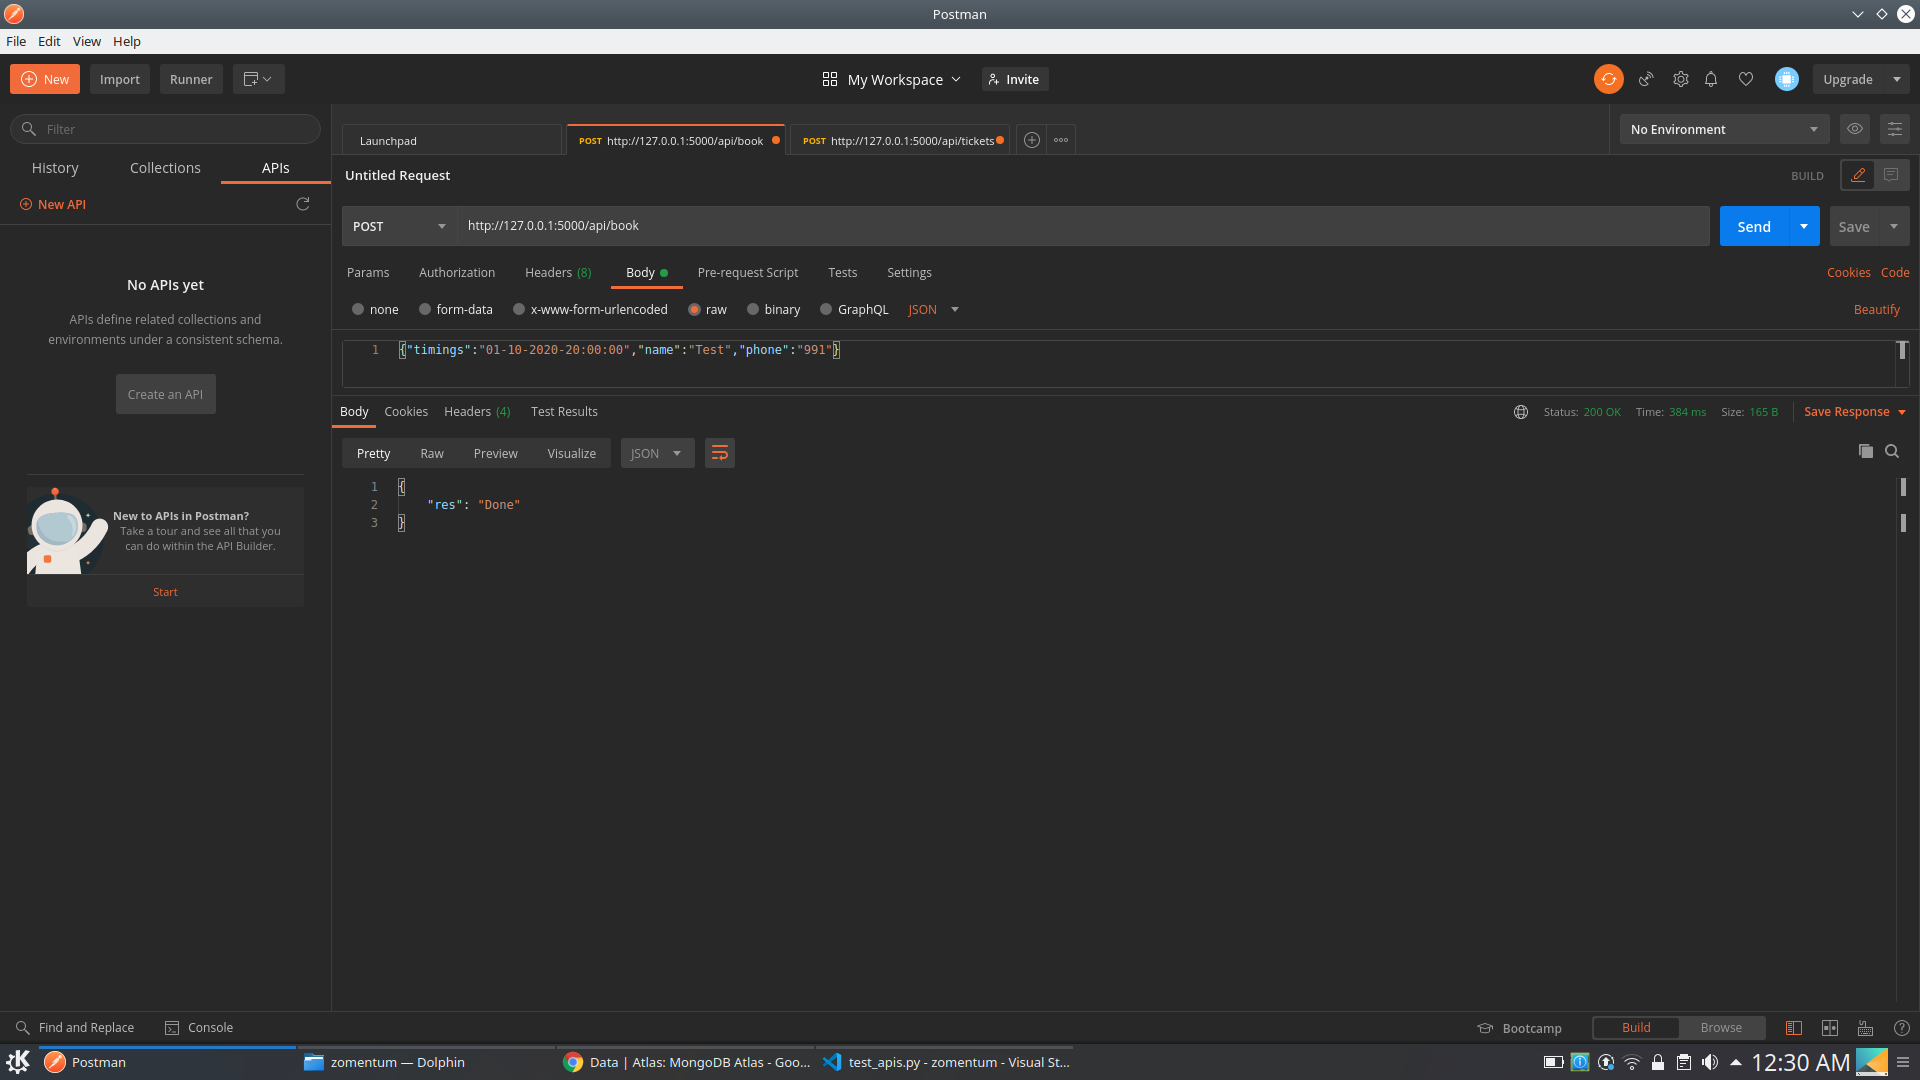 Postman
File Edit View Help
New Import Runner My Workspace Invite Upgrade
Filter
History Collections APIs
New API
No APIs yet
APIs define related collections and
environments under a consistent schema.
Create an API
New to APIs in Postman?
Take a tour and see all that you
can do within the API Builder.
Start
Launchpad POST http://127.0.0.1:5000/api/book POST http://127.0.0.1:5000/api/tickets No Environment
Untitled Request BUILD
POST http://127.0.0.1:5000/api/book Send Save
Params Authorization Headers (8) Body Pre-request Script Tests Settings Cookies Code
none form-data x-www-form-urlencoded raw binary GraphQL JSON Beautify
1 {"timings":"01-10-2020-20:00:00","name":"Test","phone":"991"}
Body Cookies Headers (4) Test Results Status: 200 OK Time: 384 ms Size: 165 B Save Response
Pretty Raw Preview Visualize JSON
1 {
2 "res": "Done"
3 }
Find and Replace Console Bootcamp Build Browse
Postman zomentum — Dolphin Data | Atlas: MongoDB Atlas - Goo... test_apis.py - zomentum - Visual St... 12:30 AM